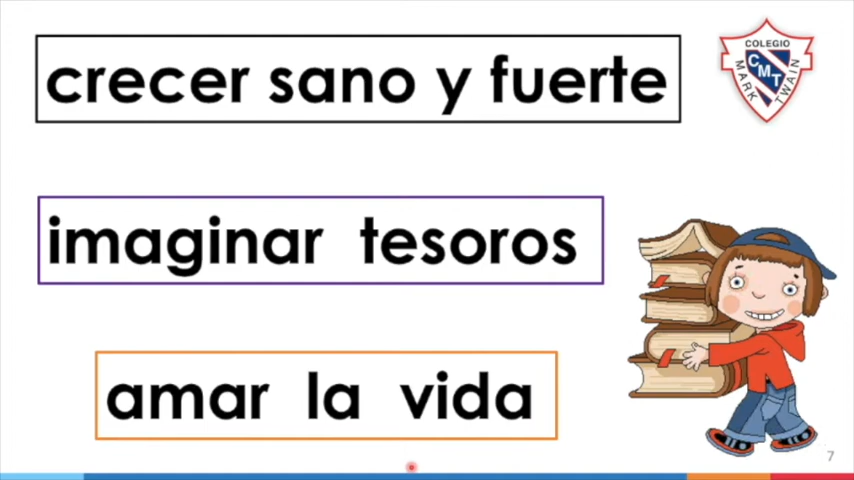 crecer sano y fuerte
COLEGIO
MARK
TWAIN
CMT
imaginar tesoros
amar la vida
7